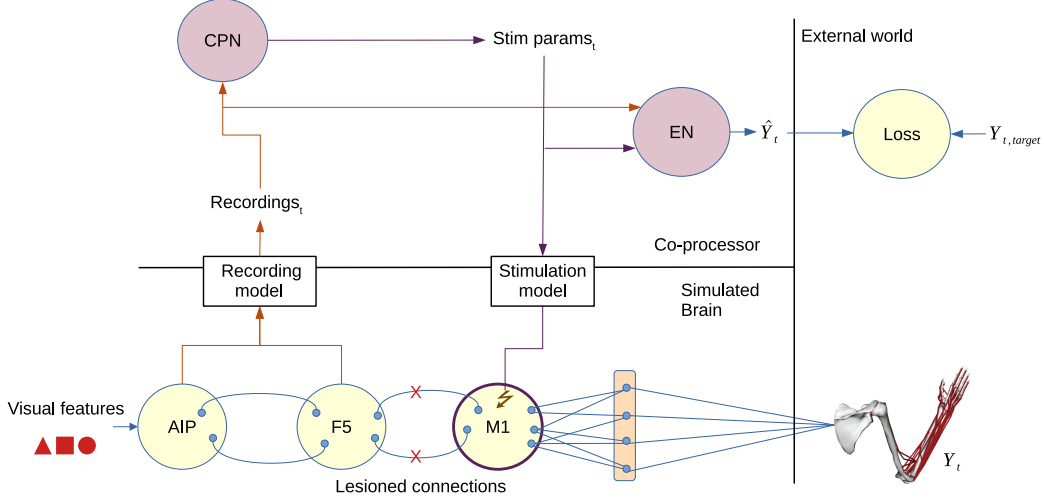 CPN
Stim params_t
External world
EN
Ŷ_t
Loss
Y_{t,target}
Recordings_t
Co-processor
Recording
model
Stimulation
model
Simulated
Brain
Visual features
AIP
F5
X
X
M1
Y_t
Lesioned connections